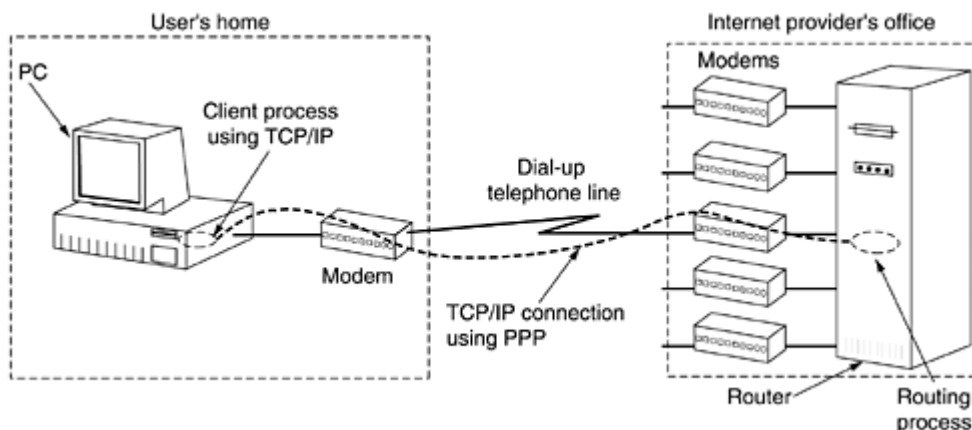 User's home
Internet provider's office
PC
Modems
Client process
using TCP/IP
Dial-up
telephone line
Modem
TCP/IP connection
using PPP
Router
Routing
process